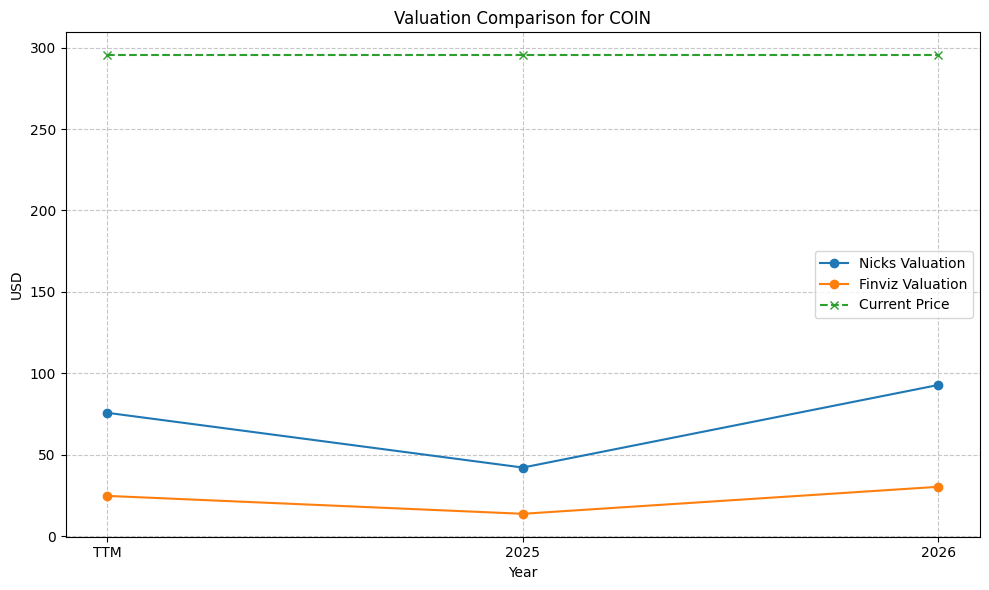 Valuation Comparison for COIN
300
250
200
150
100
50
0
USD
Nicks Valuation
Finviz Valuation
Current Price
TTM
2025
2026
Year